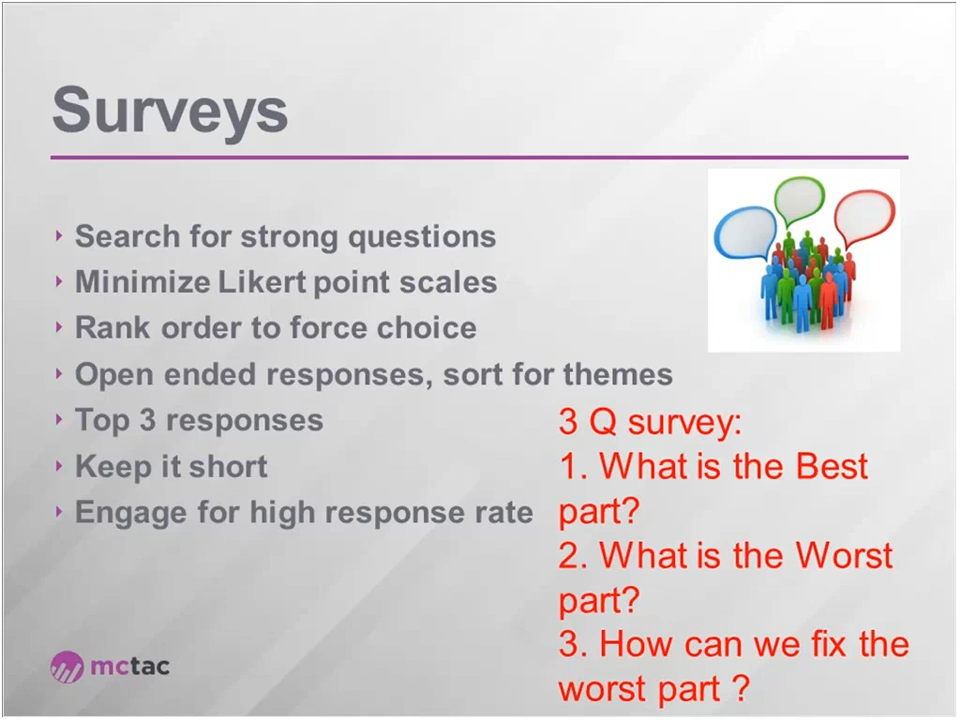 Surveys
Search for strong questions
Minimize Likert point scales
Rank order to force choice
Open ended responses, sort for themes
Top 3 responses
Keep it short
Engage for high response rate
3 Q survey:
1. What is the Best
part?
2. What is the Worst
part?
3. How can we fix the
worst part ?
mctac